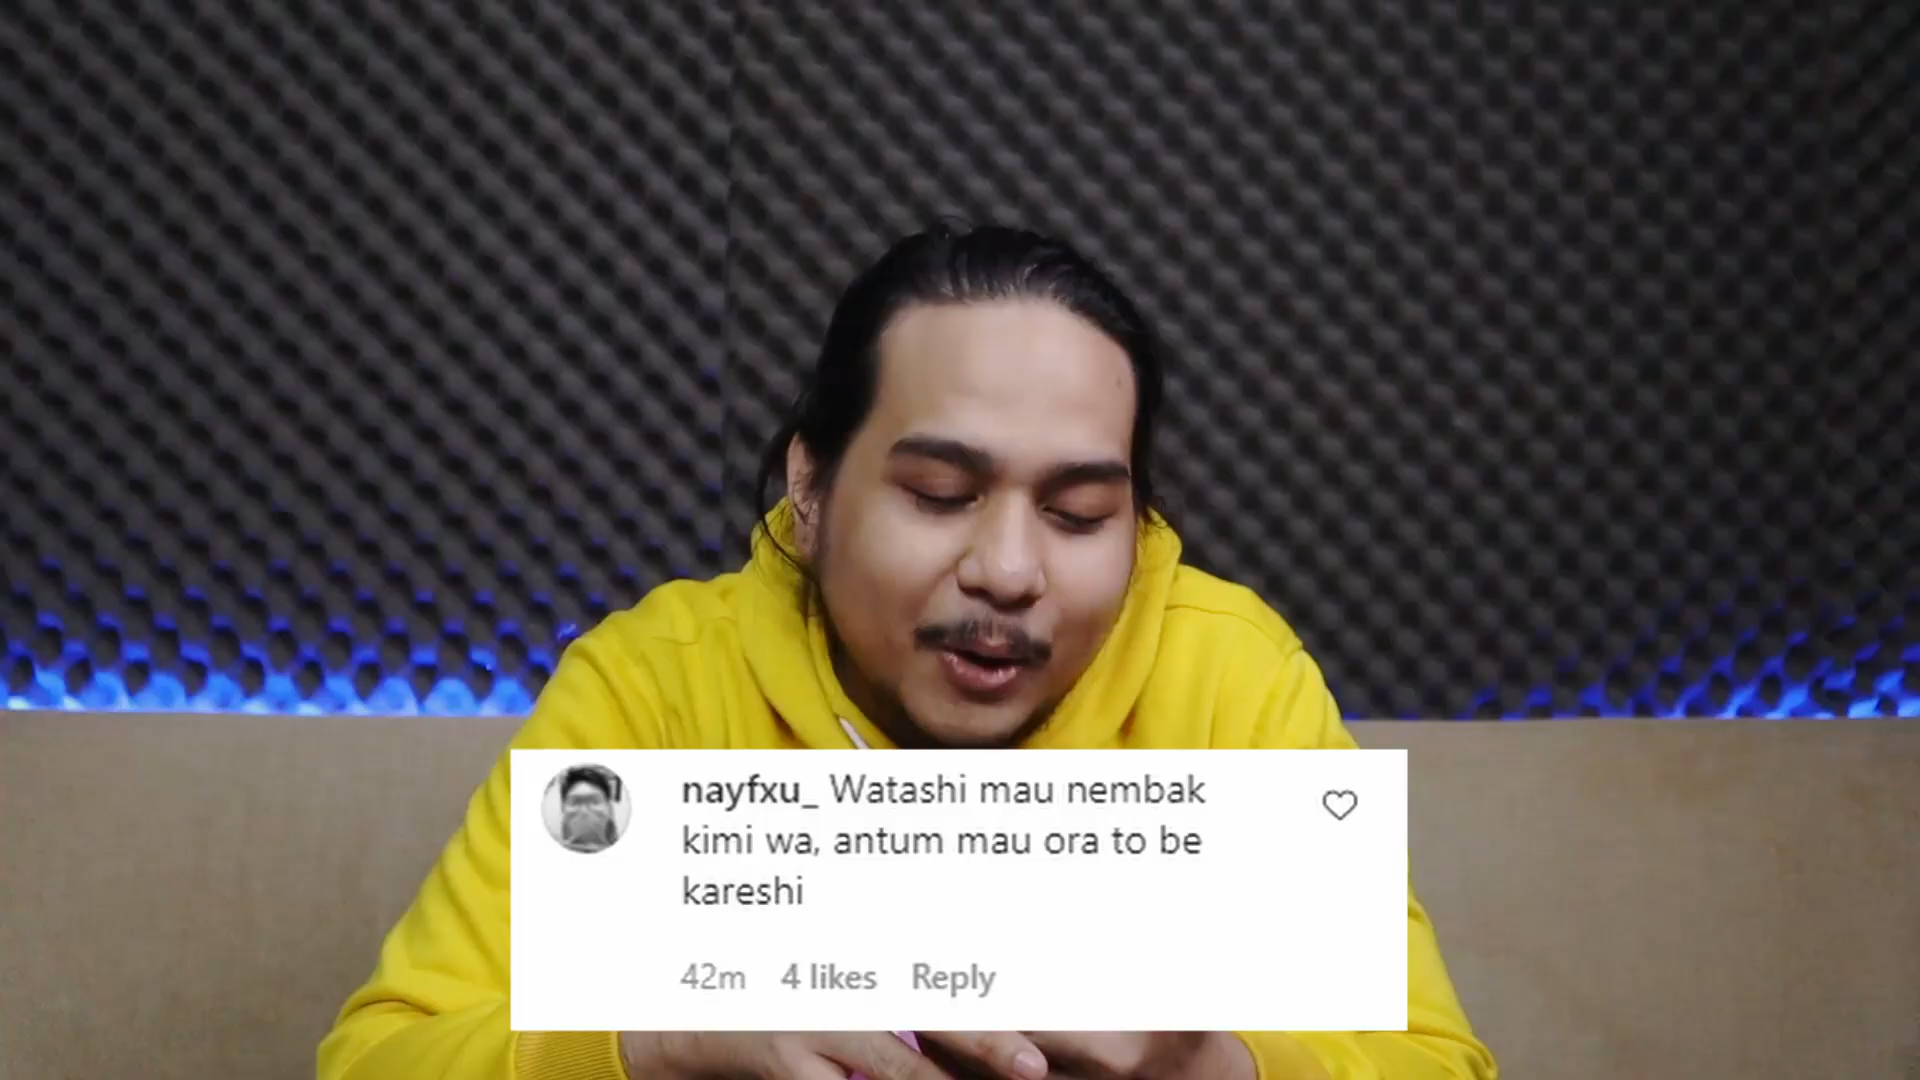 nayfxu_ Watashi mau nembak
kimi wa, antum mau ora to be
kareshi
42m 4 likes Reply